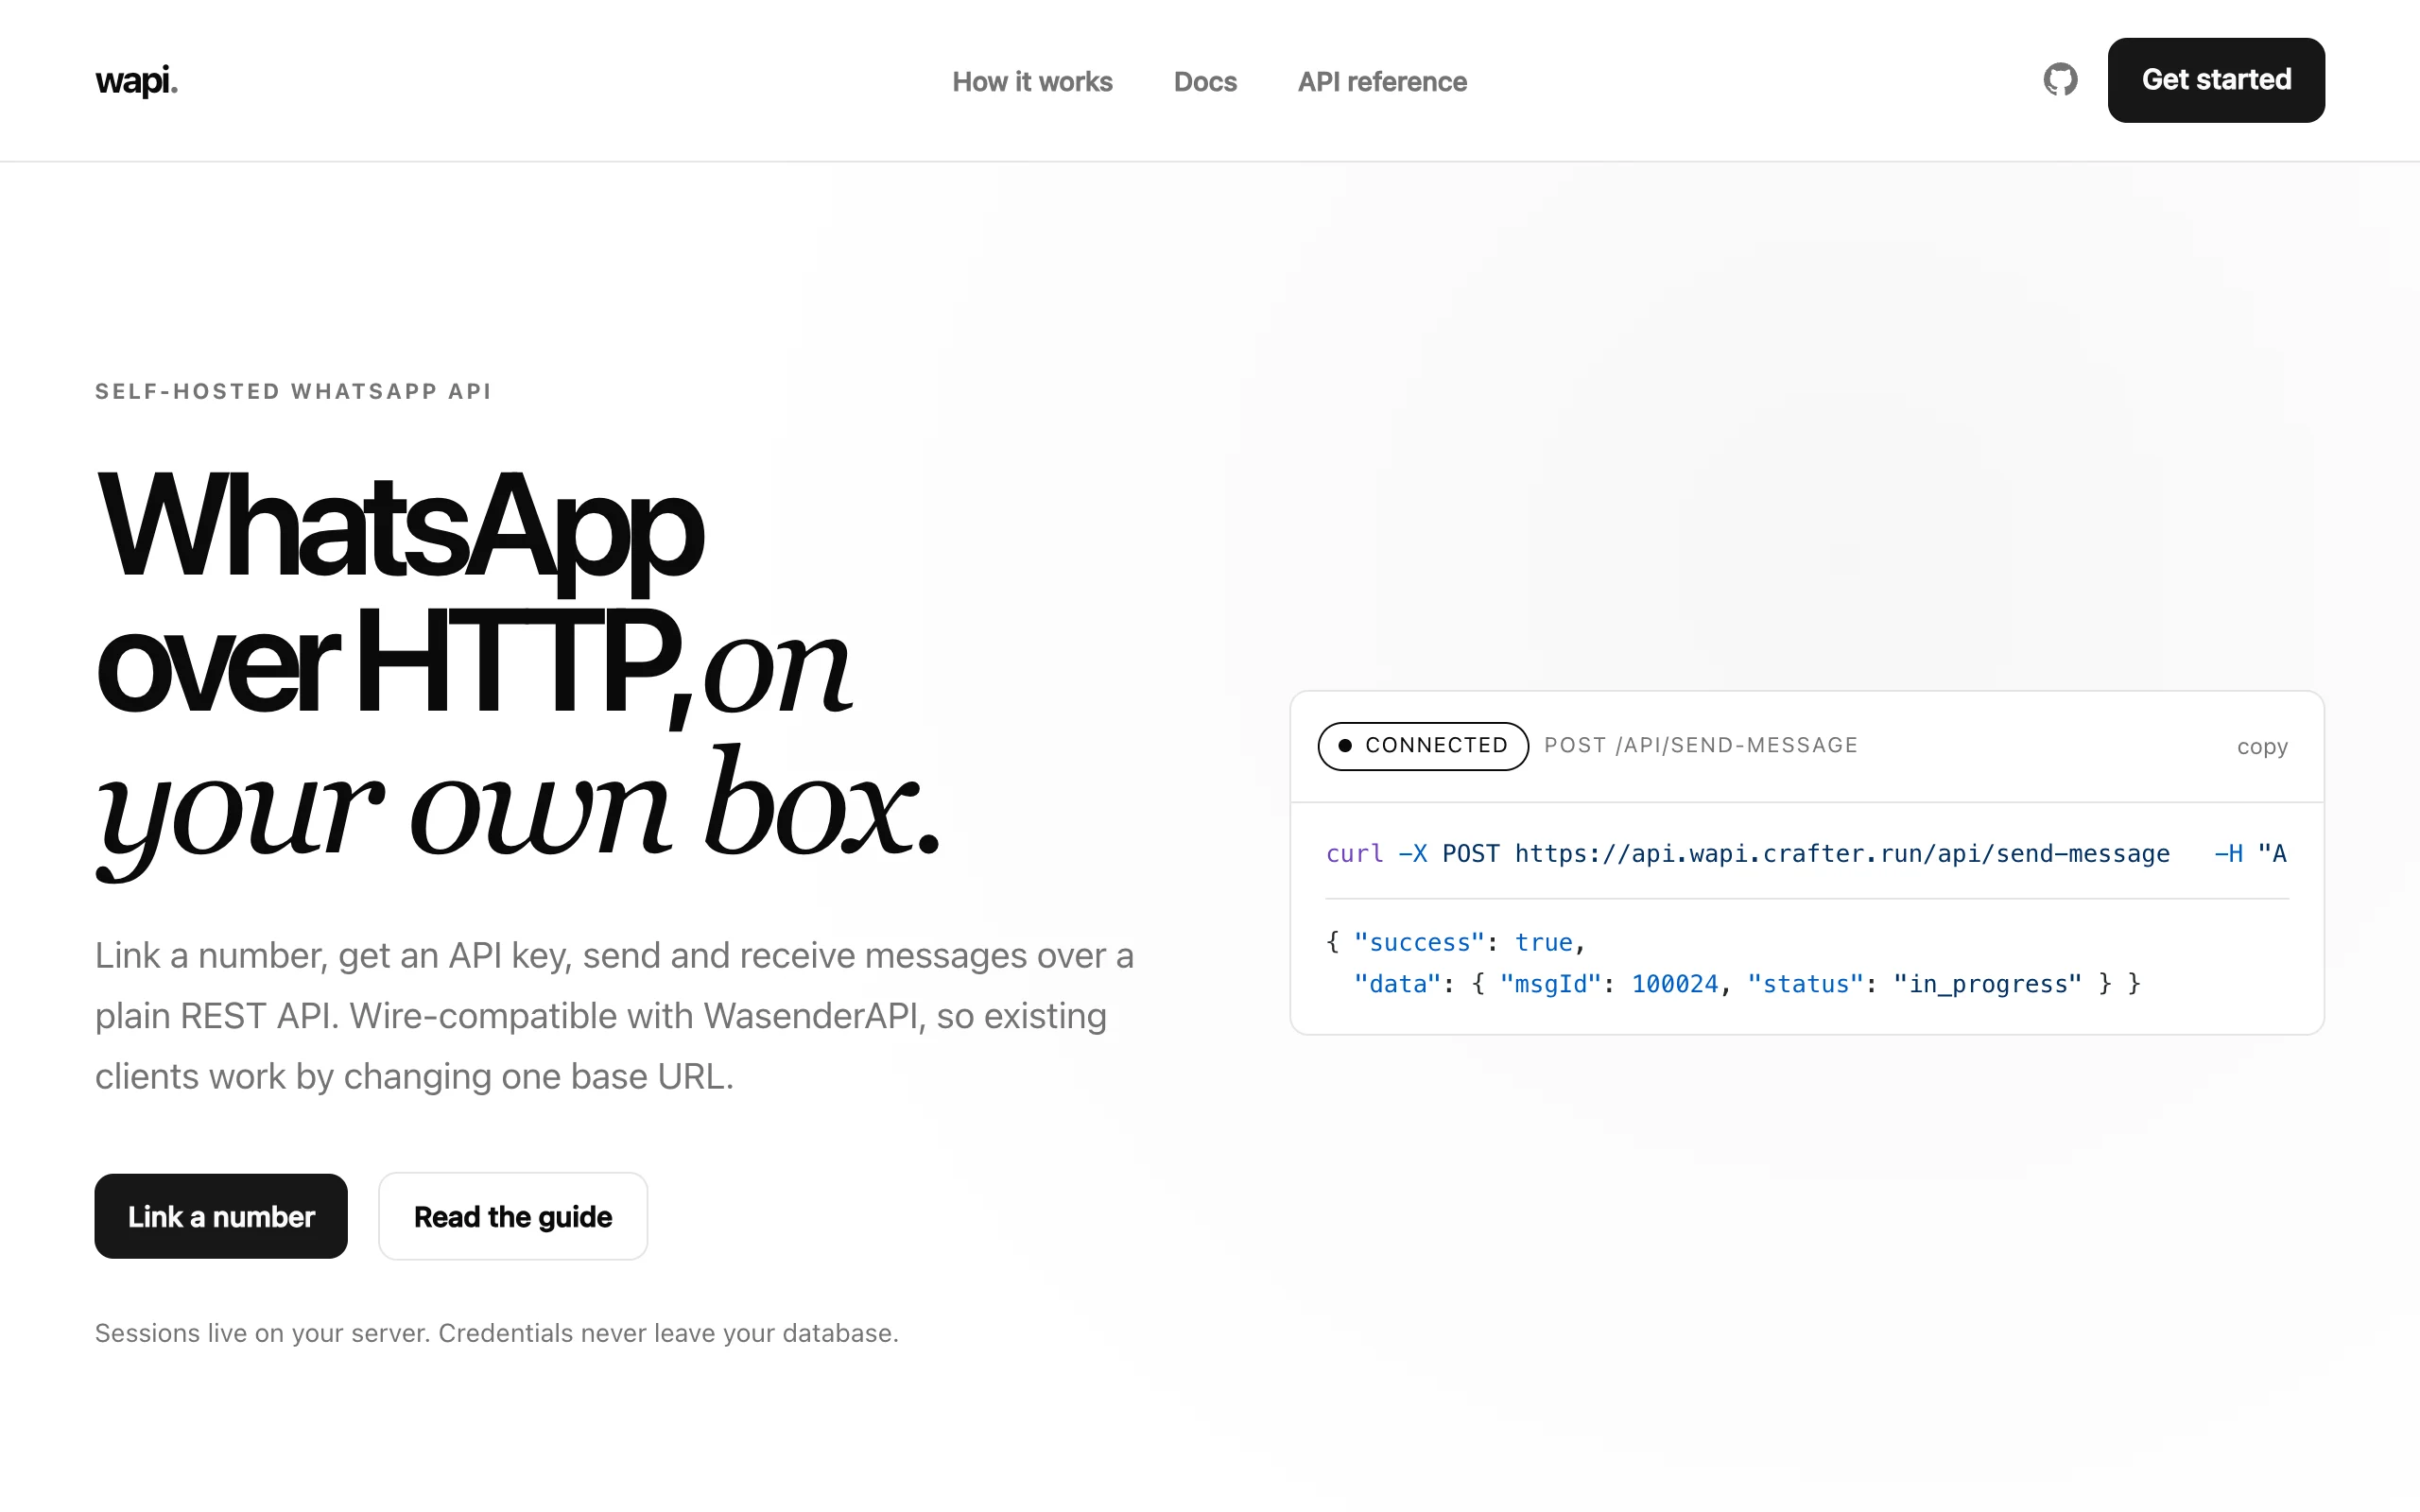 wapi.
How it works
Docs
API reference
Get started
SELF-HOSTED WHATSAPP API
WhatsApp
over HTTP, on
your own box.
Link a number, get an API key, send and receive messages over a
plain REST API. Wire-compatible with WasenderAPI, so existing
clients work by changing one base URL.
Link a number
Read the guide
Sessions live on your server. Credentials never leave your database.
CONNECTED POST /API/SEND-MESSAGE copy
curl -X POST https://api.wapi.crafter.run/api/send-message   -H "A
{ "success": true,
  "data": { "msgId": 100024, "status": "in_progress" } }